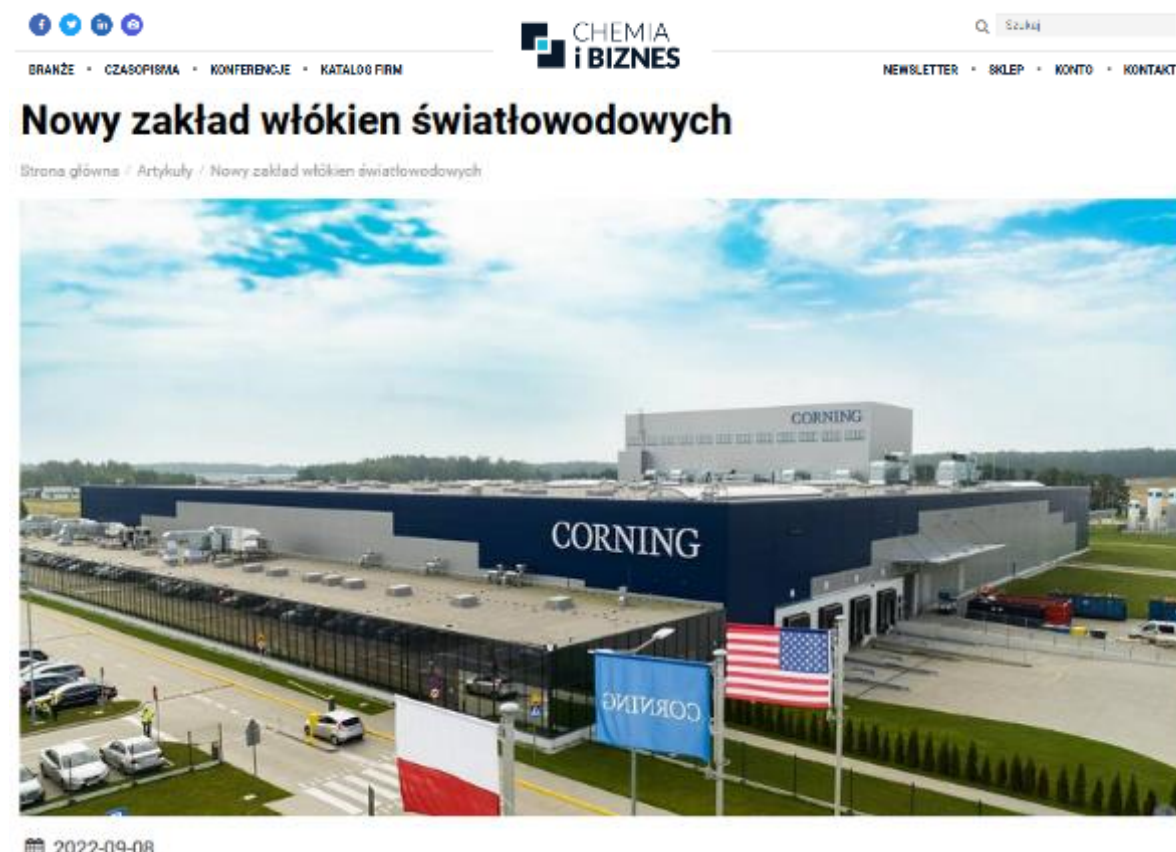 CHEMIA
i BIZNES
Szukaj
BRANŻE • CZASOPISMA • KONFERENCJE • KATALOG FIRM
NEWSLETTER • SKLEP • KONTO • KONTAKT
Nowy zakład włókien światłowodowych
Strona główna / Artykuły / Nowy zakład włókien światłowodowych
CORNING
CORNING
CORNING
2022-09-08